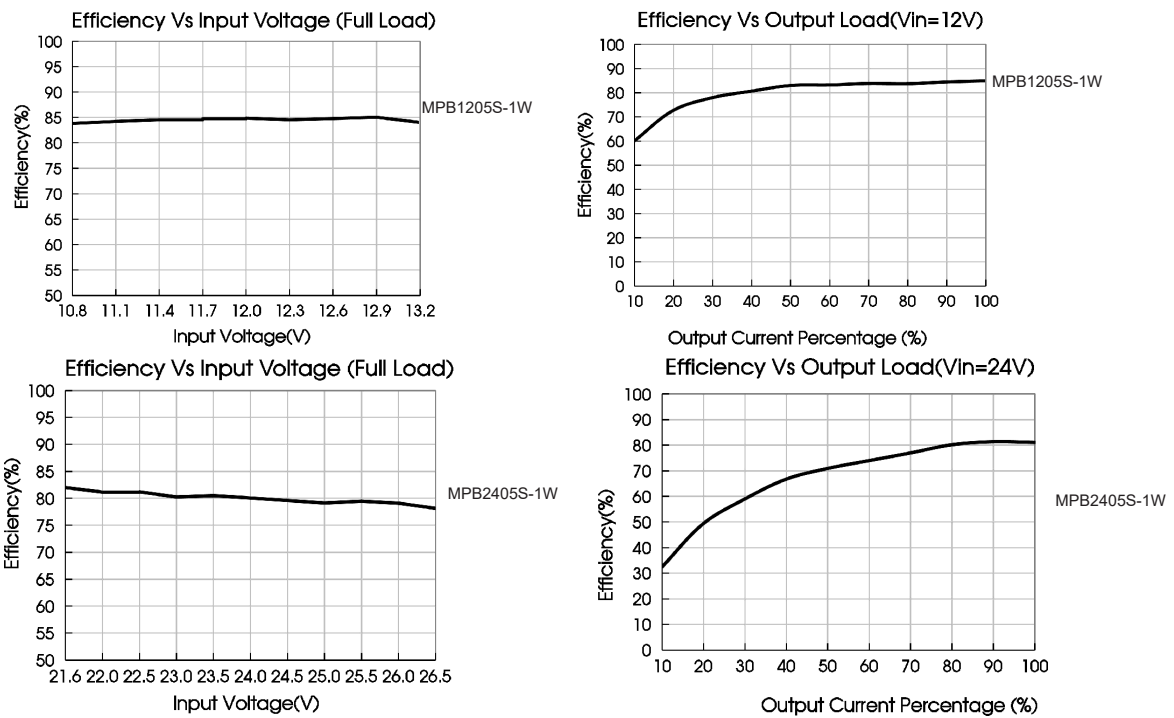 Efficiency Vs Input Voltage (Full Load)
100
95
90
85
80
75
70
65
60
55
50
Efficiency(%)
MPB1205S-1W
10.8 11.1 11.4 11.7 12.0 12.3 12.6 12.9 13.2
Input Voltage(V)
Efficiency Vs Output Load(Vin=12V)
100
90
80
70
60
50
40
30
20
10
0
Efficiency(%)
MPB1205S-1W
10 20 30 40 50 60 70 80 90 100
Output Current Percentage (%)
Efficiency Vs Input Voltage (Full Load)
100
95
90
85
80
75
70
65
60
55
50
Efficiency(%)
MPB2405S-1W
21.6 22.0 22.5 23.0 23.5 24.0 24.5 25.0 25.5 26.0 26.5
Input Voltage(V)
Efficiency Vs Output Load(Vin=24V)
100
90
80
70
60
50
40
30
20
10
0
Efficiency(%)
MPB2405S-1W
10 20 30 40 50 60 70 80 90 100
Output Current Percentage (%)